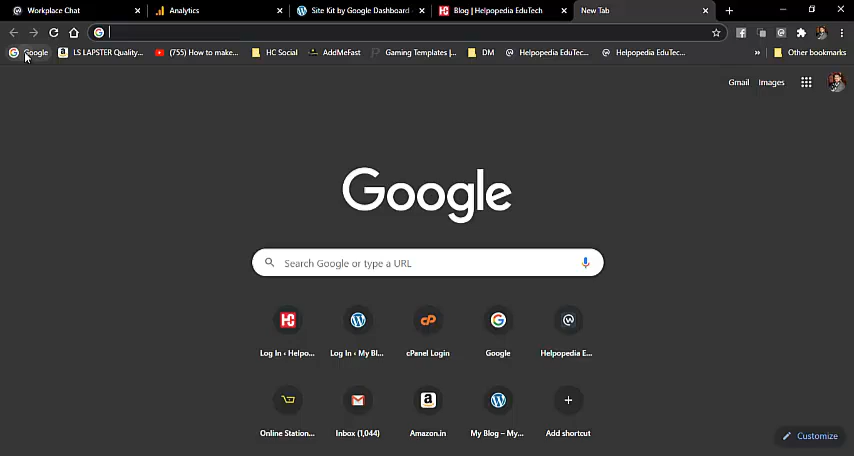 Workplace Chat
Analytics
Site Kit by Google Dashboard
Blog | Helpopedia EduTech
New Tab
Google
LS LAPSTER Quality...
(755) How to make...
HC Social
AddMeFast
Gaming Templates |...
DM
Helpopedia EduTec...
Helpopedia EduTec...
»
Other bookmarks
Gmail
Images
Google
Search Google or type a URL
HC
Log In ‹ Helpo...
Log In ‹ My Bl...
cPanel Login
Google
Helpopedia E...
Online Station...
Inbox (1,044)
Amazon.in
My Blog – My...
Add shortcut
Customize